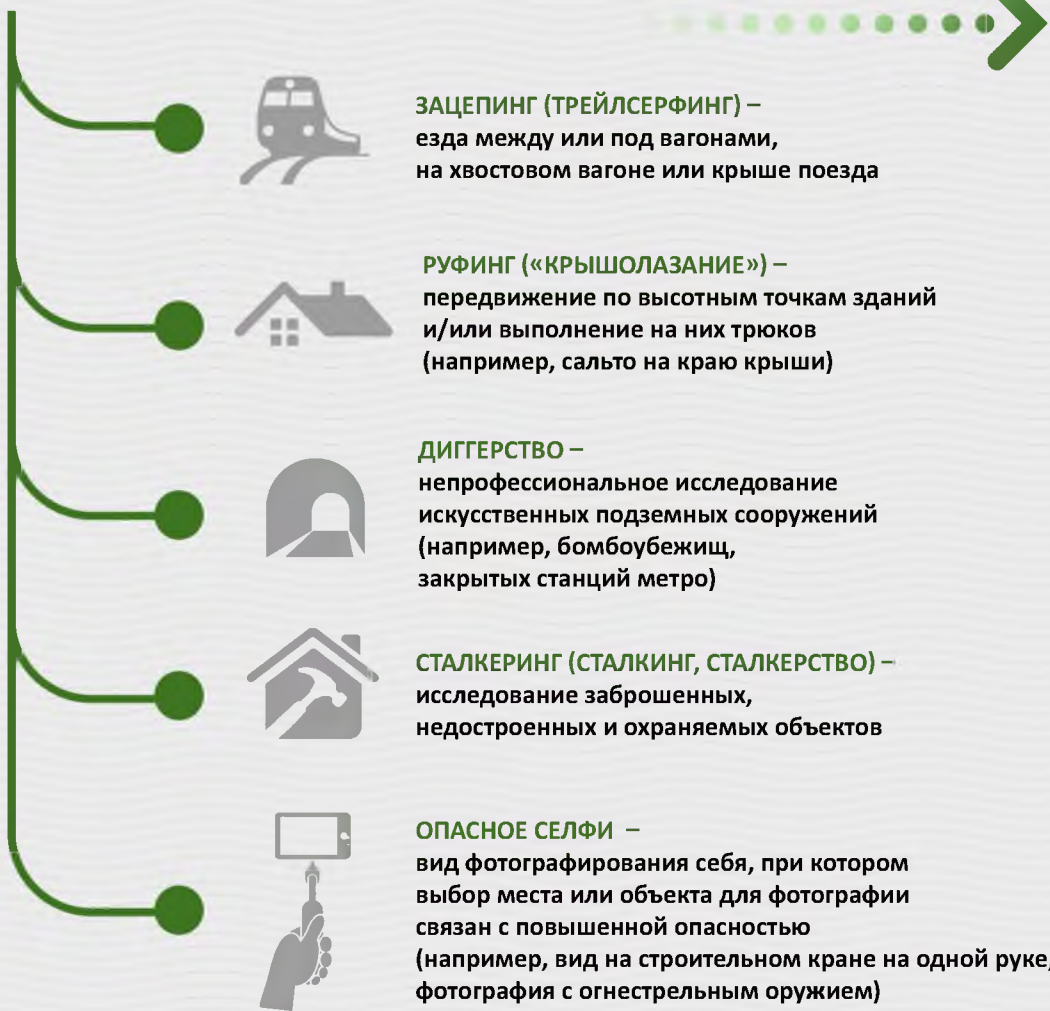 ЗАЦЕПИНГ (ТРЕЙЛСЕРФИНГ) –
езда между или под вагонами,
на хвостовом вагоне или крыше поезда
РУФИНГ («КРЫШОЛАЗАНИЕ») –
передвижение по высотным точкам зданий
и/или выполнение на них трюков
(например, сальто на краю крыши)
ДИГГЕРСТВО –
непрофессиональное исследование
искусственных подземных сооружений
(например, бомбоубежищ,
закрытых станций метро)
СТАЛКЕРИНГ (СТАЛКИНГ, СТАЛКЕРСТВО) –
исследование заброшенных,
недостроенных и охраняемых объектов
ОПАСНОЕ СЕЛФИ –
вид фотографирования себя, при котором
выбор места или объекта для фотографии
связан с повышенной опасностью
(например, вид на строительном кране на одной руке,
фотография с огнестрельным оружием)